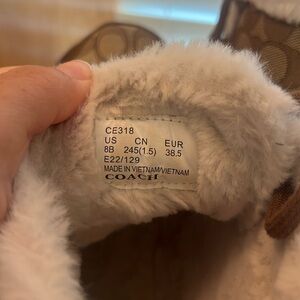 CE318
US CN EUR
8B 245(1.5) 38.5
E22/129
MADE IN VIETNAM/VIETNAM
COACH